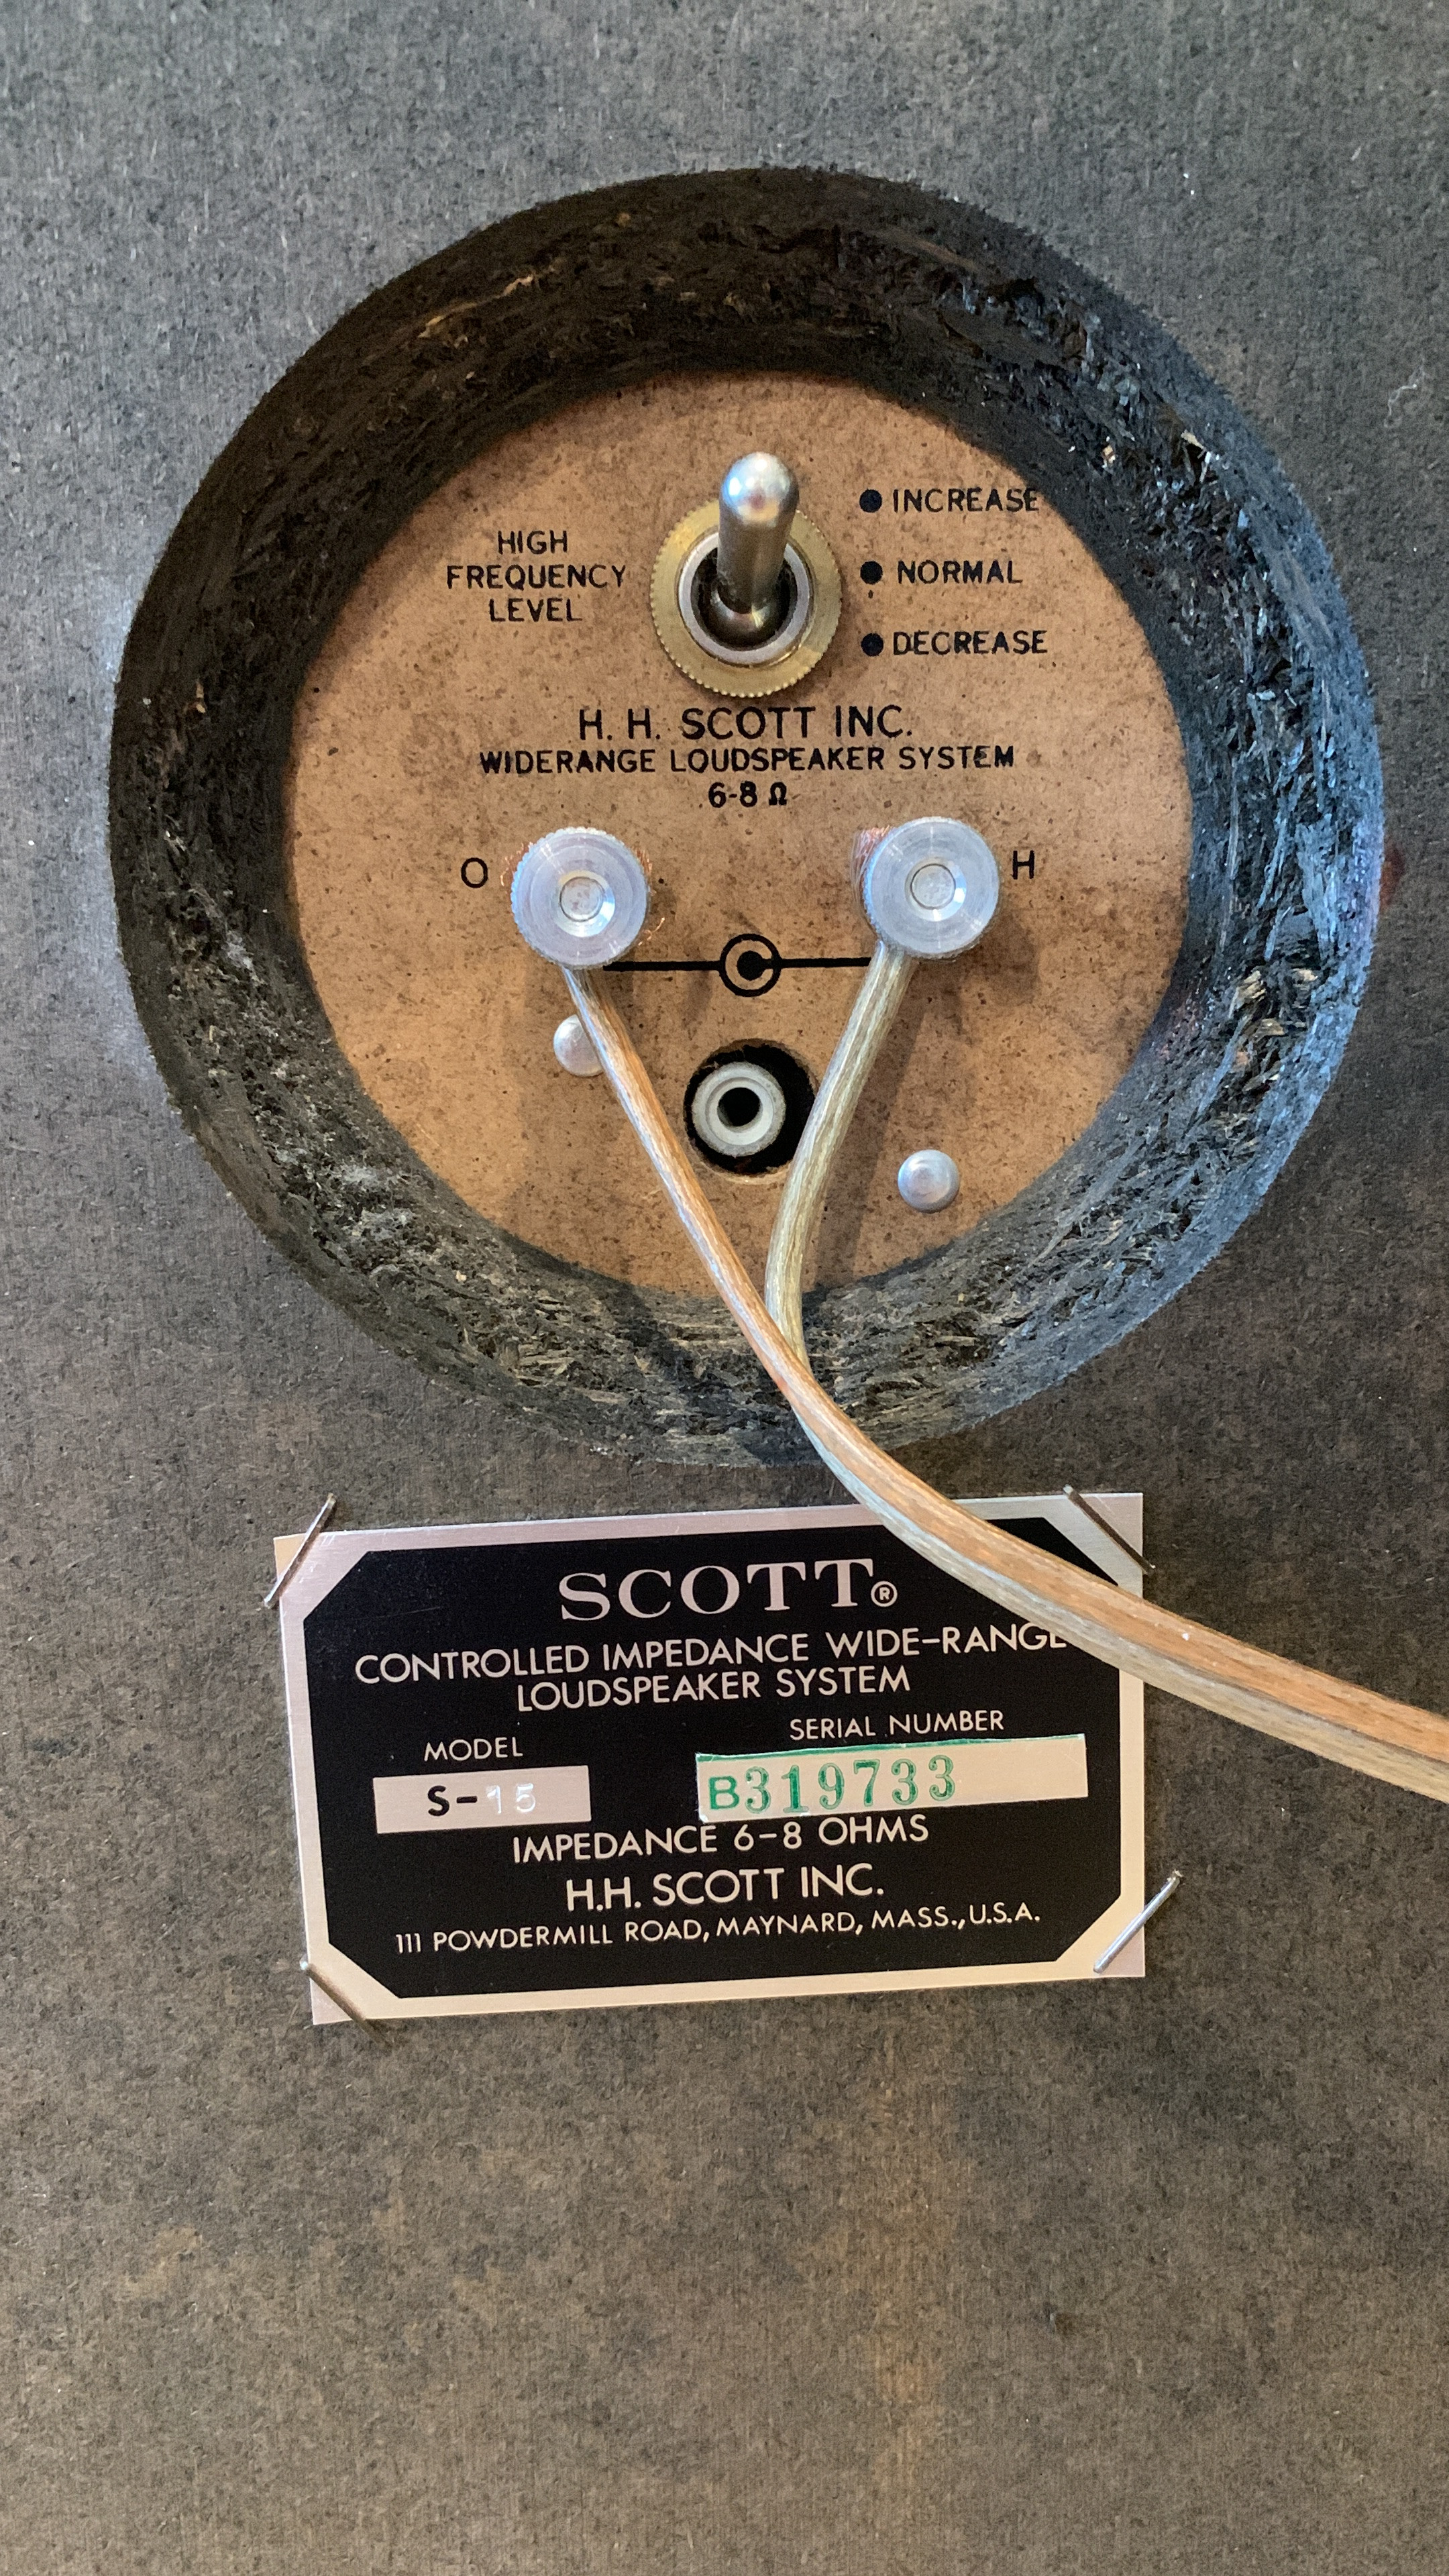 HIGH
FREQUENCY
LEVEL
INCREASE
NORMAL
DECREASE
H. H. SCOTT INC.
WIDERANGE LOUDSPEAKER SYSTEM
6-8 Ω
O
H
SCOTT®
CONTROLLED IMPEDANCE WIDE-RANGE
LOUDSPEAKER SYSTEM
MODEL
SERIAL NUMBER
S-15
B319733
IMPEDANCE 6-8 OHMS
H.H. SCOTT INC.
111 POWDERMILL ROAD, MAYNARD, MASS., U.S.A.